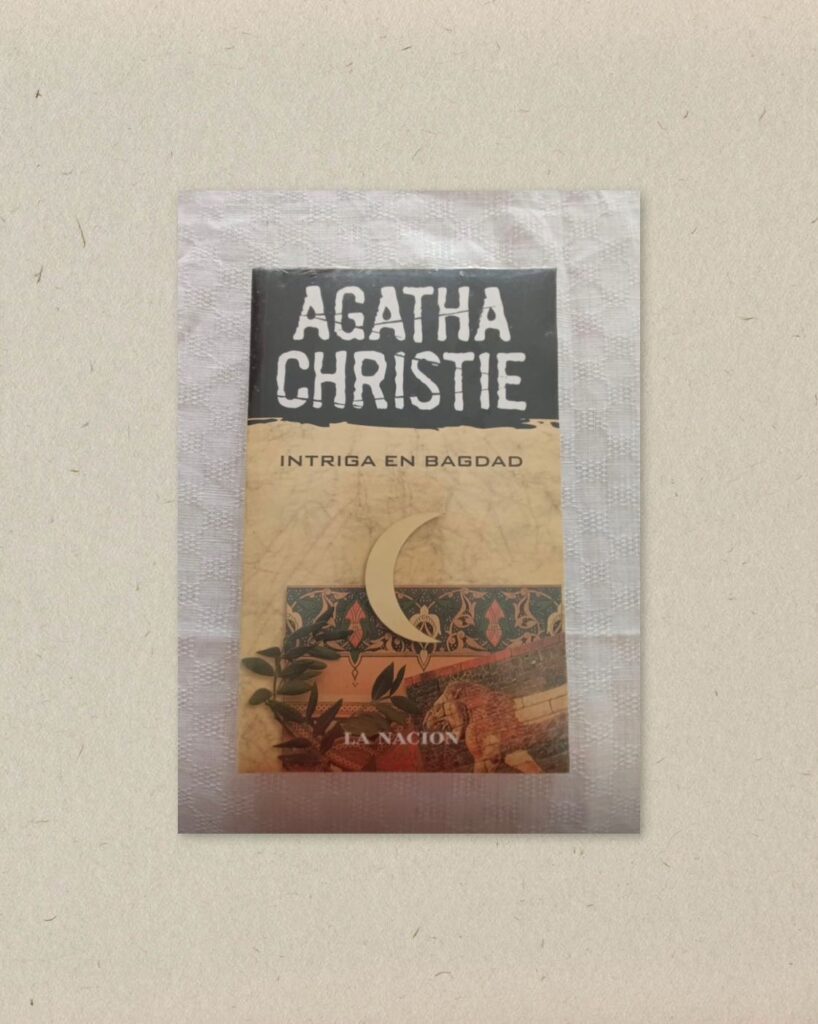 AGATHA
CHRISTIE
INTRIGA EN BAGDAD
LA NACION